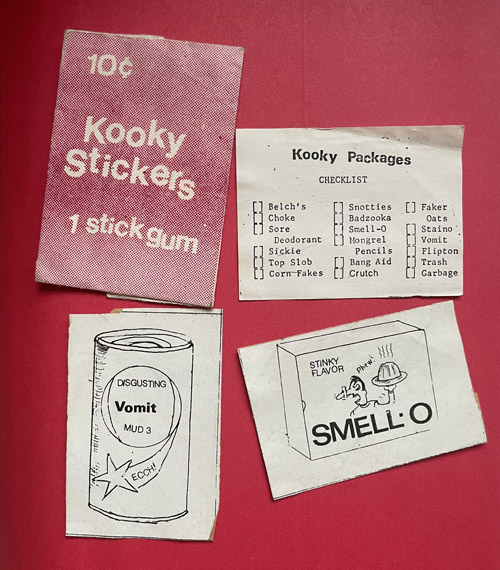 10¢
Kooky
Stickers
1 stick gum
Kooky Packages
CHECKLIST
[ ] Belch's
[ ] Choke
[ ] Sore
Deodorant
[ ] Sickie
[ ] Top Slob
[ ] Corn Fakes
[ ] Snotties
[ ] Badzooka
[ ] Smell-O
[ ] Mongrel
Pencils
[ ] Bang Aid
[ ] Crutch
[ ] Faker
Oats
[ ] Staino
[ ] Vomit
[ ] Flipton
[ ] Trash
[ ] Garbage
DISGUSTING
Vomit
MUD 3
ECCH!
STINKY
FLAVOR
Phew!
SMELL·O